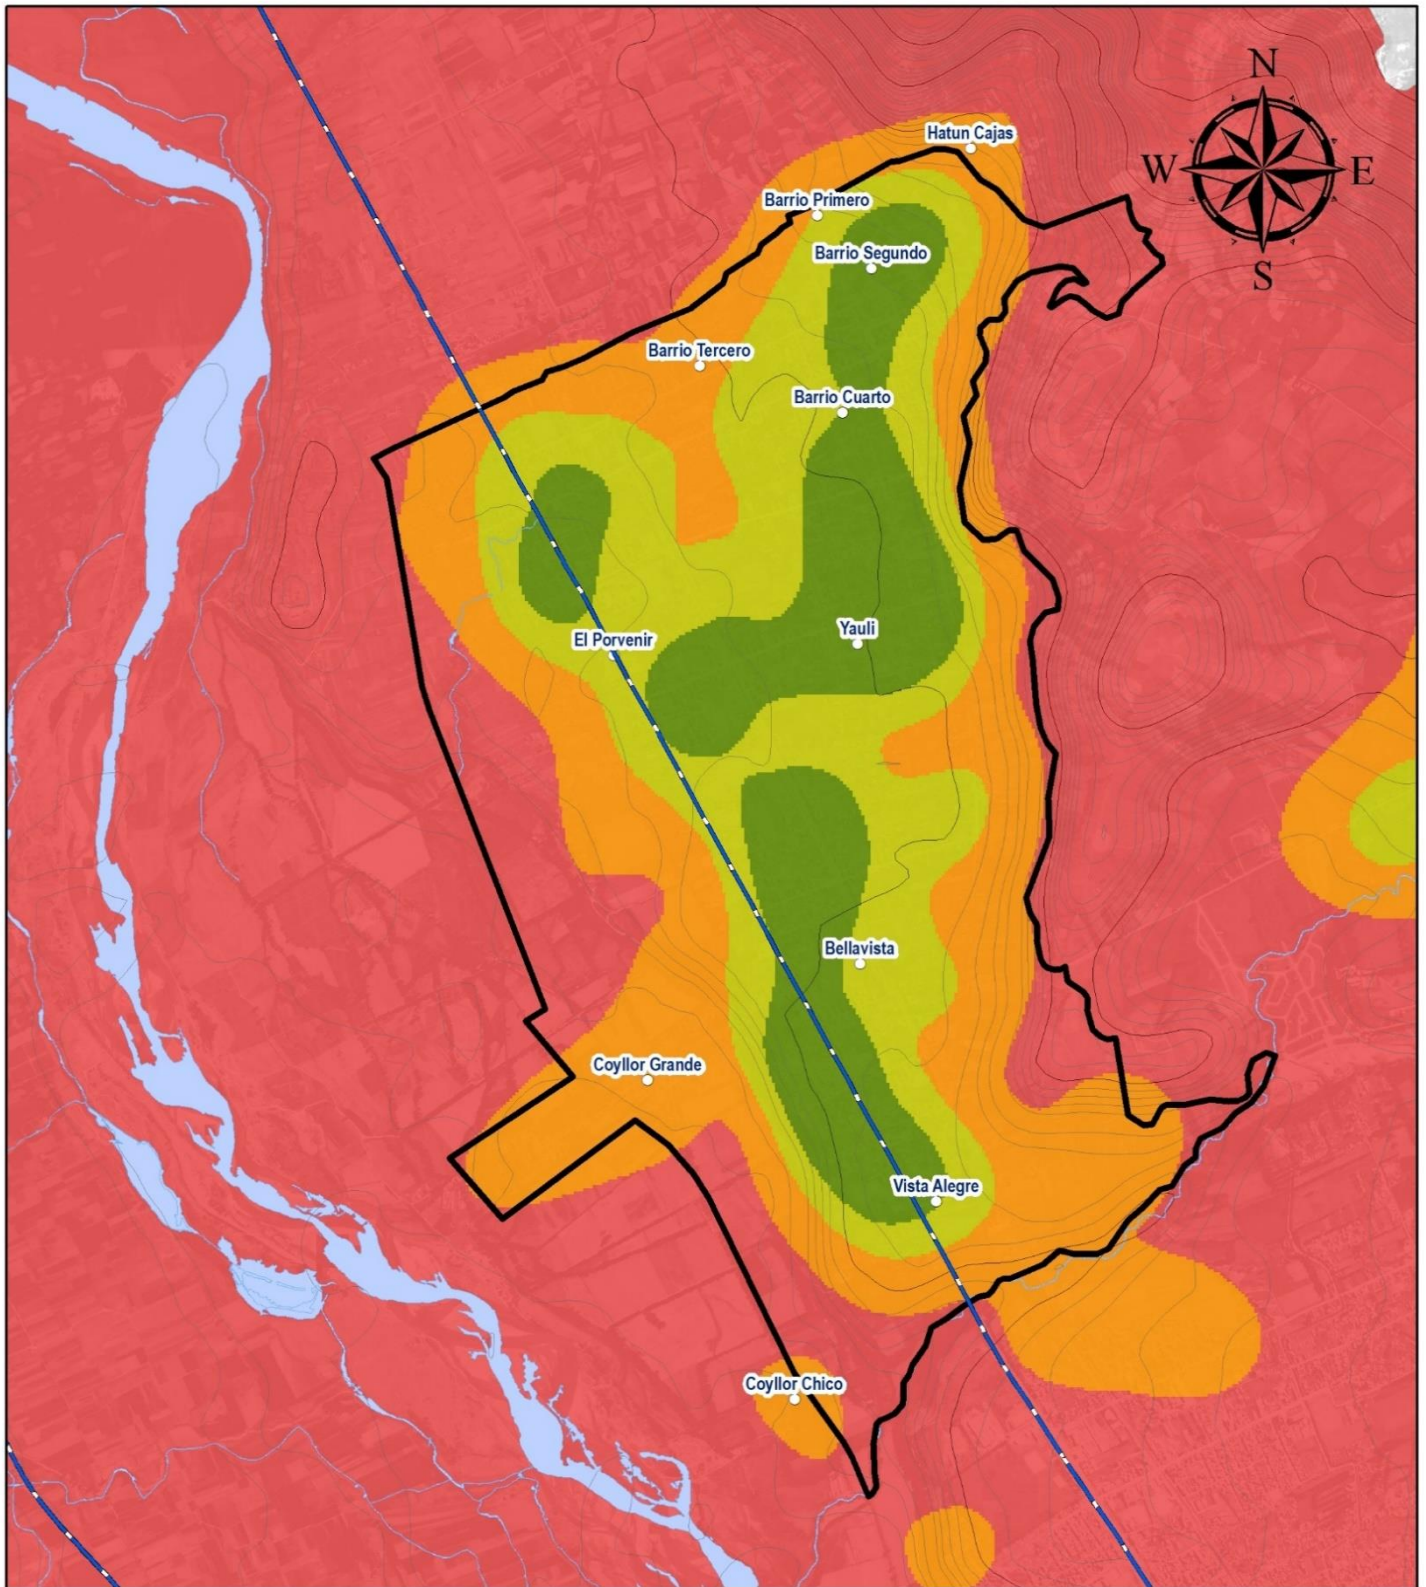 N
Hatun Cajas
W
E
Barrio Primero
Barrio Segundo
S
Barrio Tercero
Barrio Cuarto
Yauli
El Porvenir
Bellavista
Coyllor Grande
Vista Alegre
Coyllor Chico